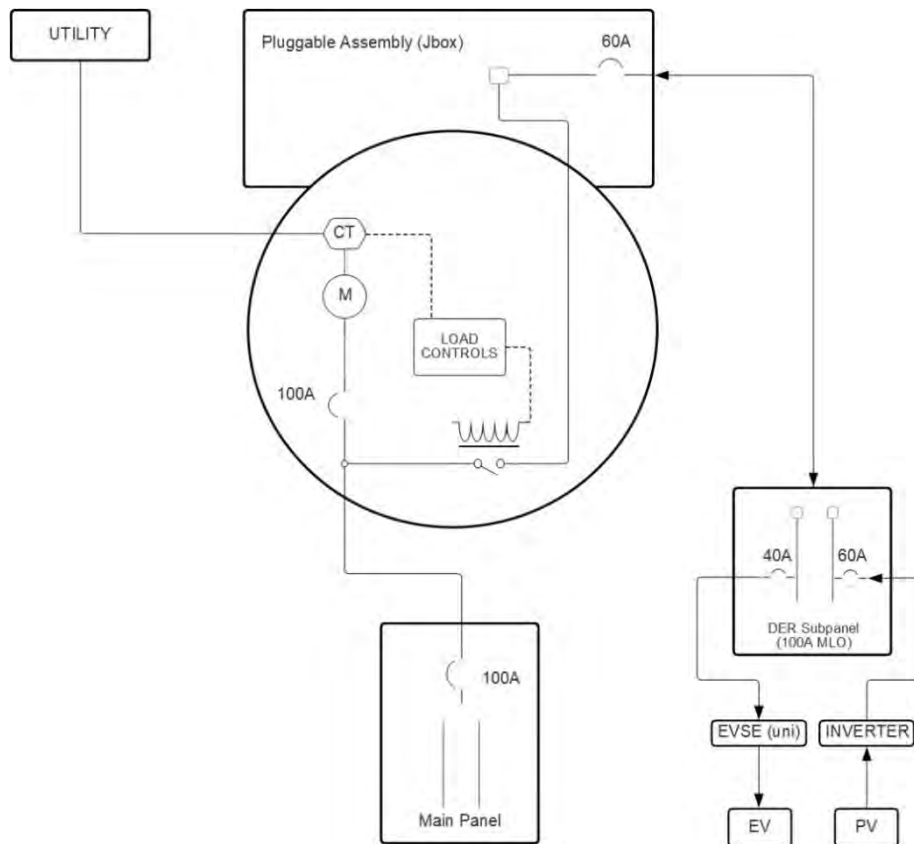 UTILITY
Pluggable Assembly (Jbox)
60A
CT
M
LOAD
CONTROLS
100A
40A
60A
DER Subpanel
(100A MLO)
100A
EVSE (uni)
INVERTER
Main Panel
EV
PV